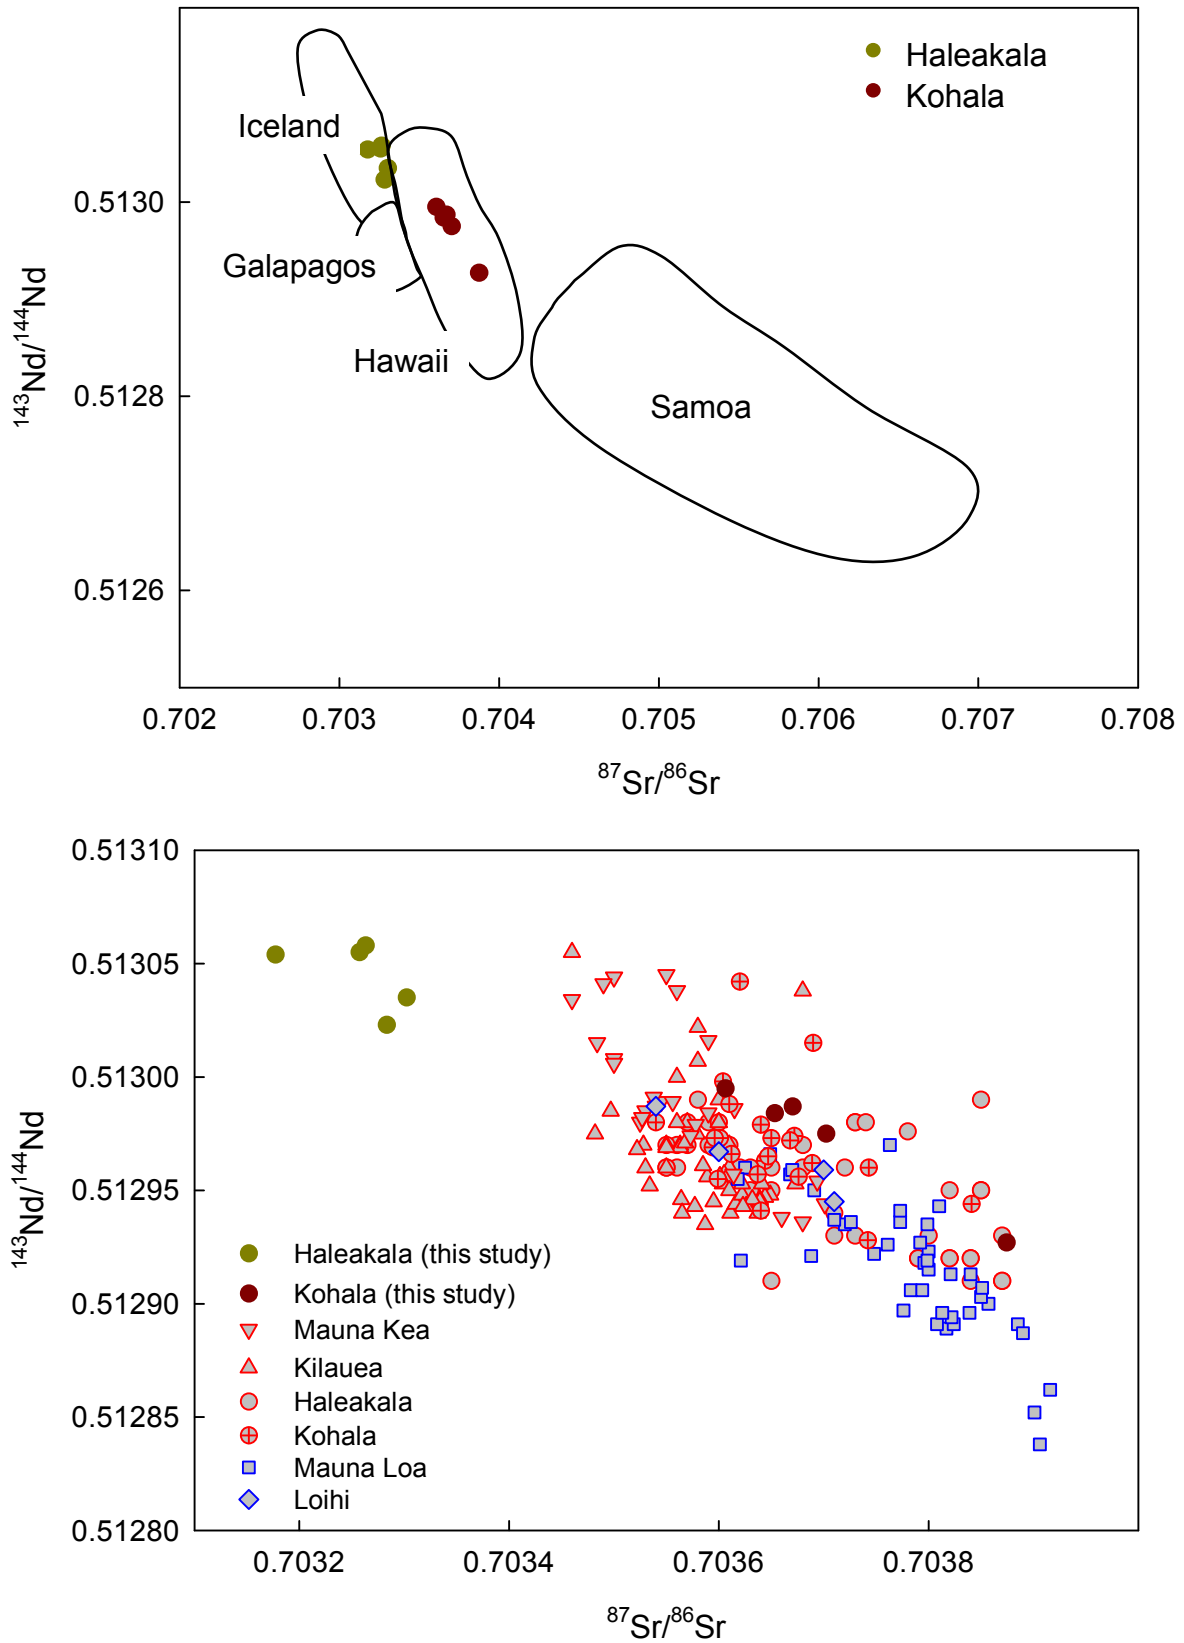 Haleakala
Kohala
Iceland
Galapagos
Hawaii
Samoa
0.5130
0.5128
0.5126
¹⁴³Nd/¹⁴⁴Nd
0.702 0.703 0.704 0.705 0.706 0.707 0.708
⁸⁷Sr/⁸⁶Sr
0.51310
0.51305
0.51300
0.51295
0.51290
0.51285
0.51280
¹⁴³Nd/¹⁴⁴Nd
Haleakala (this study)
Kohala (this study)
Mauna Kea
Kilauea
Haleakala
Kohala
Mauna Loa
Loihi
0.7032 0.7034 0.7036 0.7038
⁸⁷Sr/⁸⁶Sr